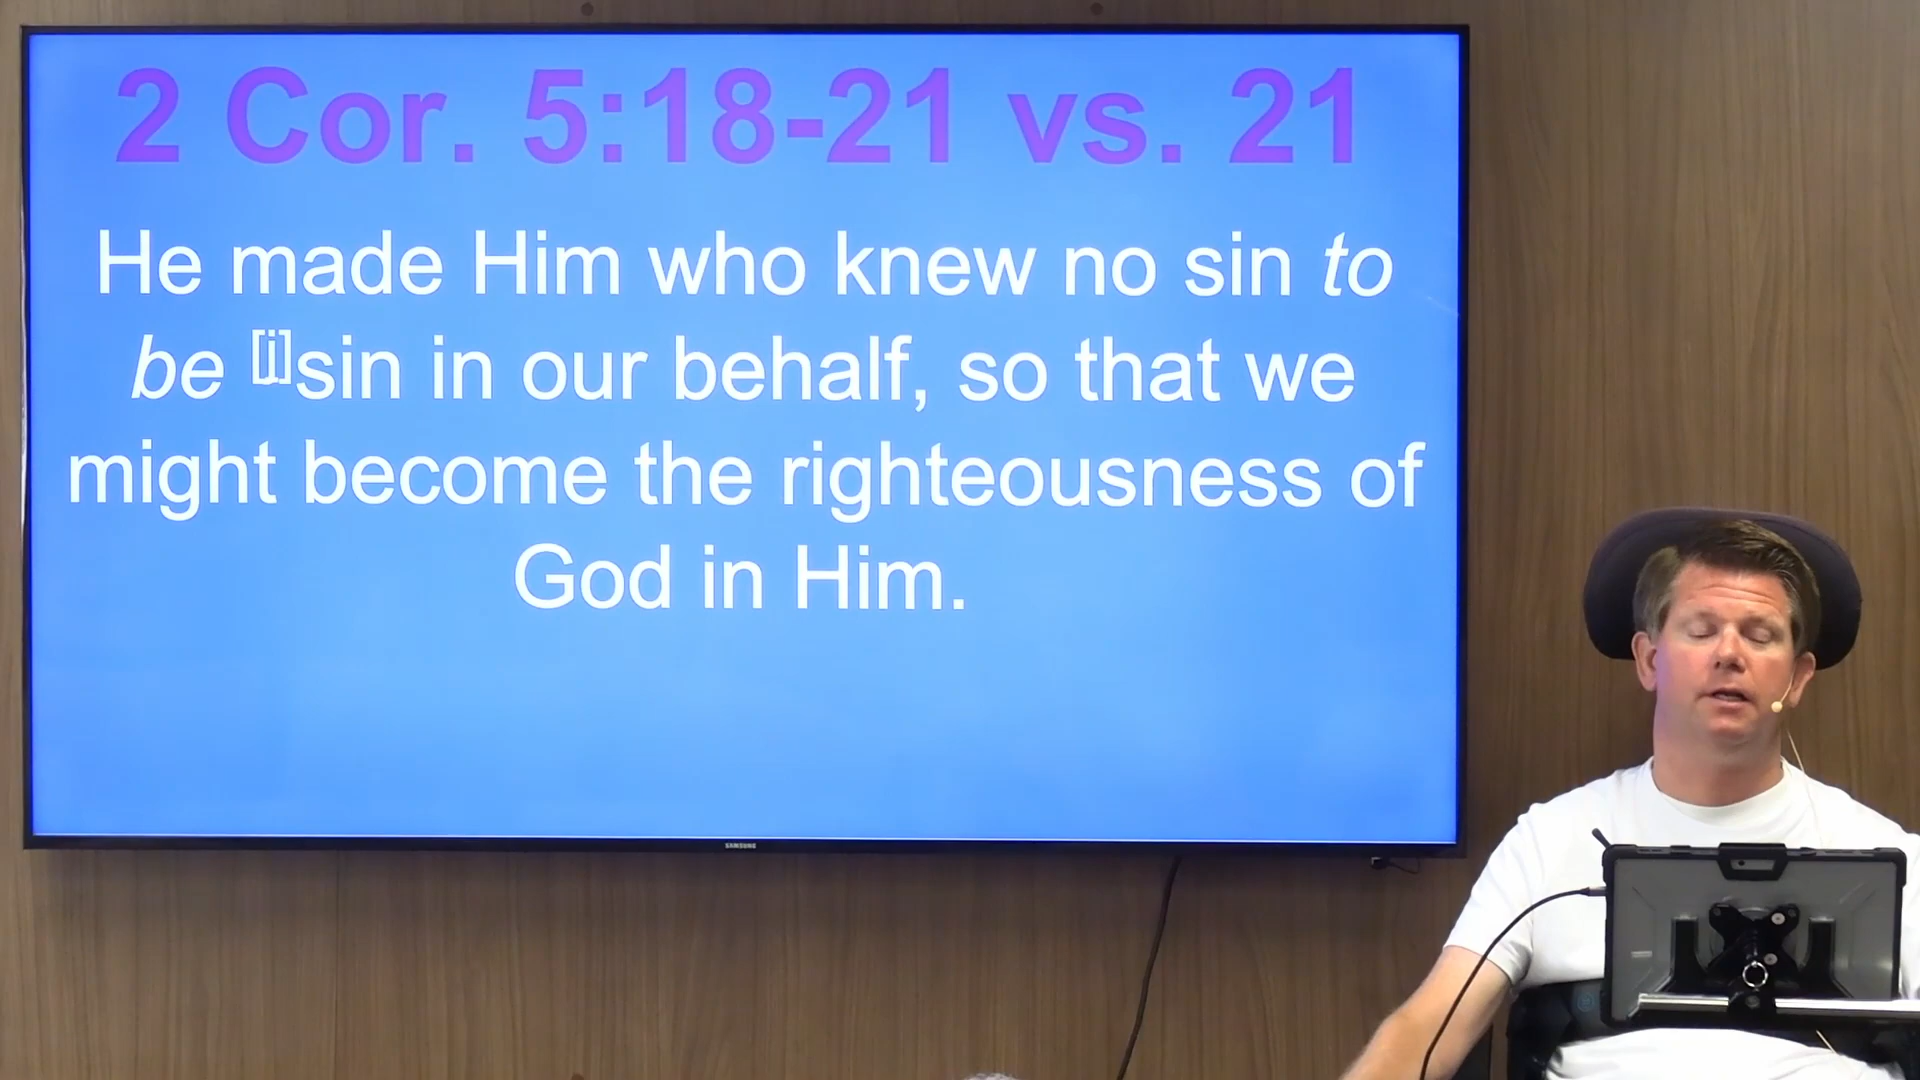 2 Cor. 5:18-21 vs. 21
He made Him who knew no sin to
be [i]sin in our behalf, so that we
might become the righteousness of
God in Him.
SAMSUNG